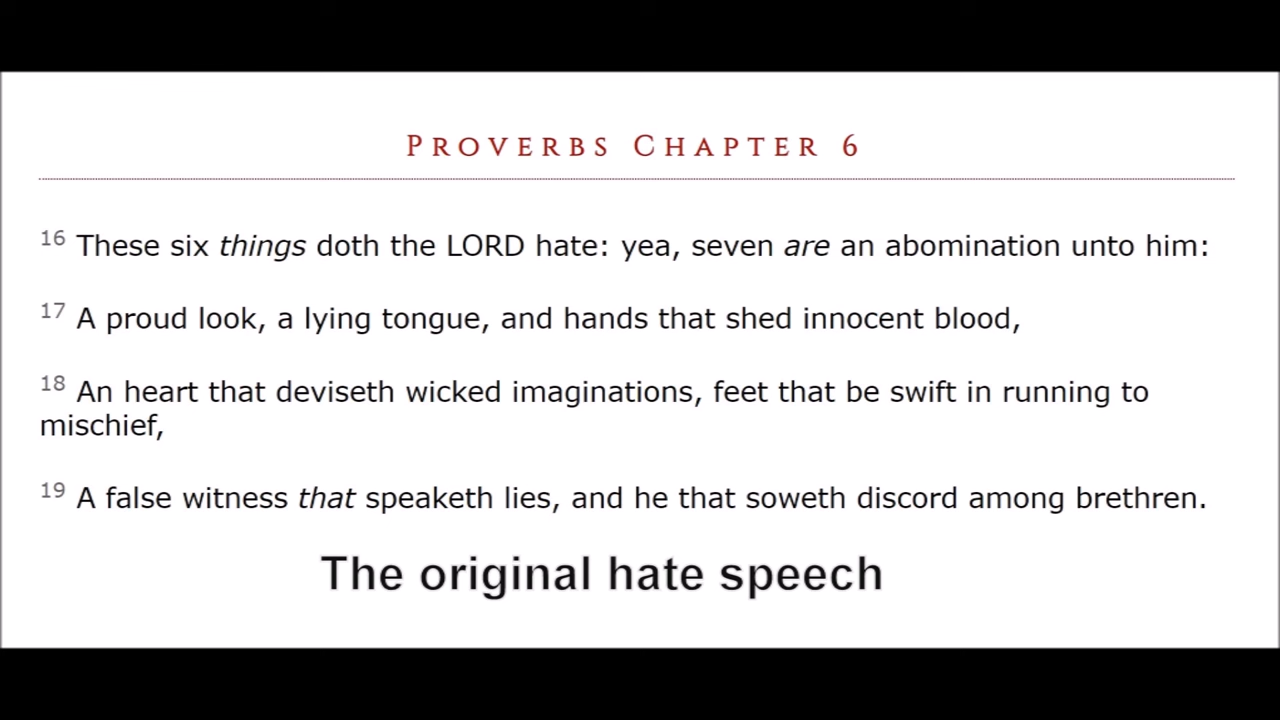 PROVERBS CHAPTER 6
16 These six things doth the LORD hate: yea, seven are an abomination unto him:
17 A proud look, a lying tongue, and hands that shed innocent blood,
18 An heart that deviseth wicked imaginations, feet that be swift in running to
mischief,
19 A false witness that speaketh lies, and he that soweth discord among brethren.
The original hate speech